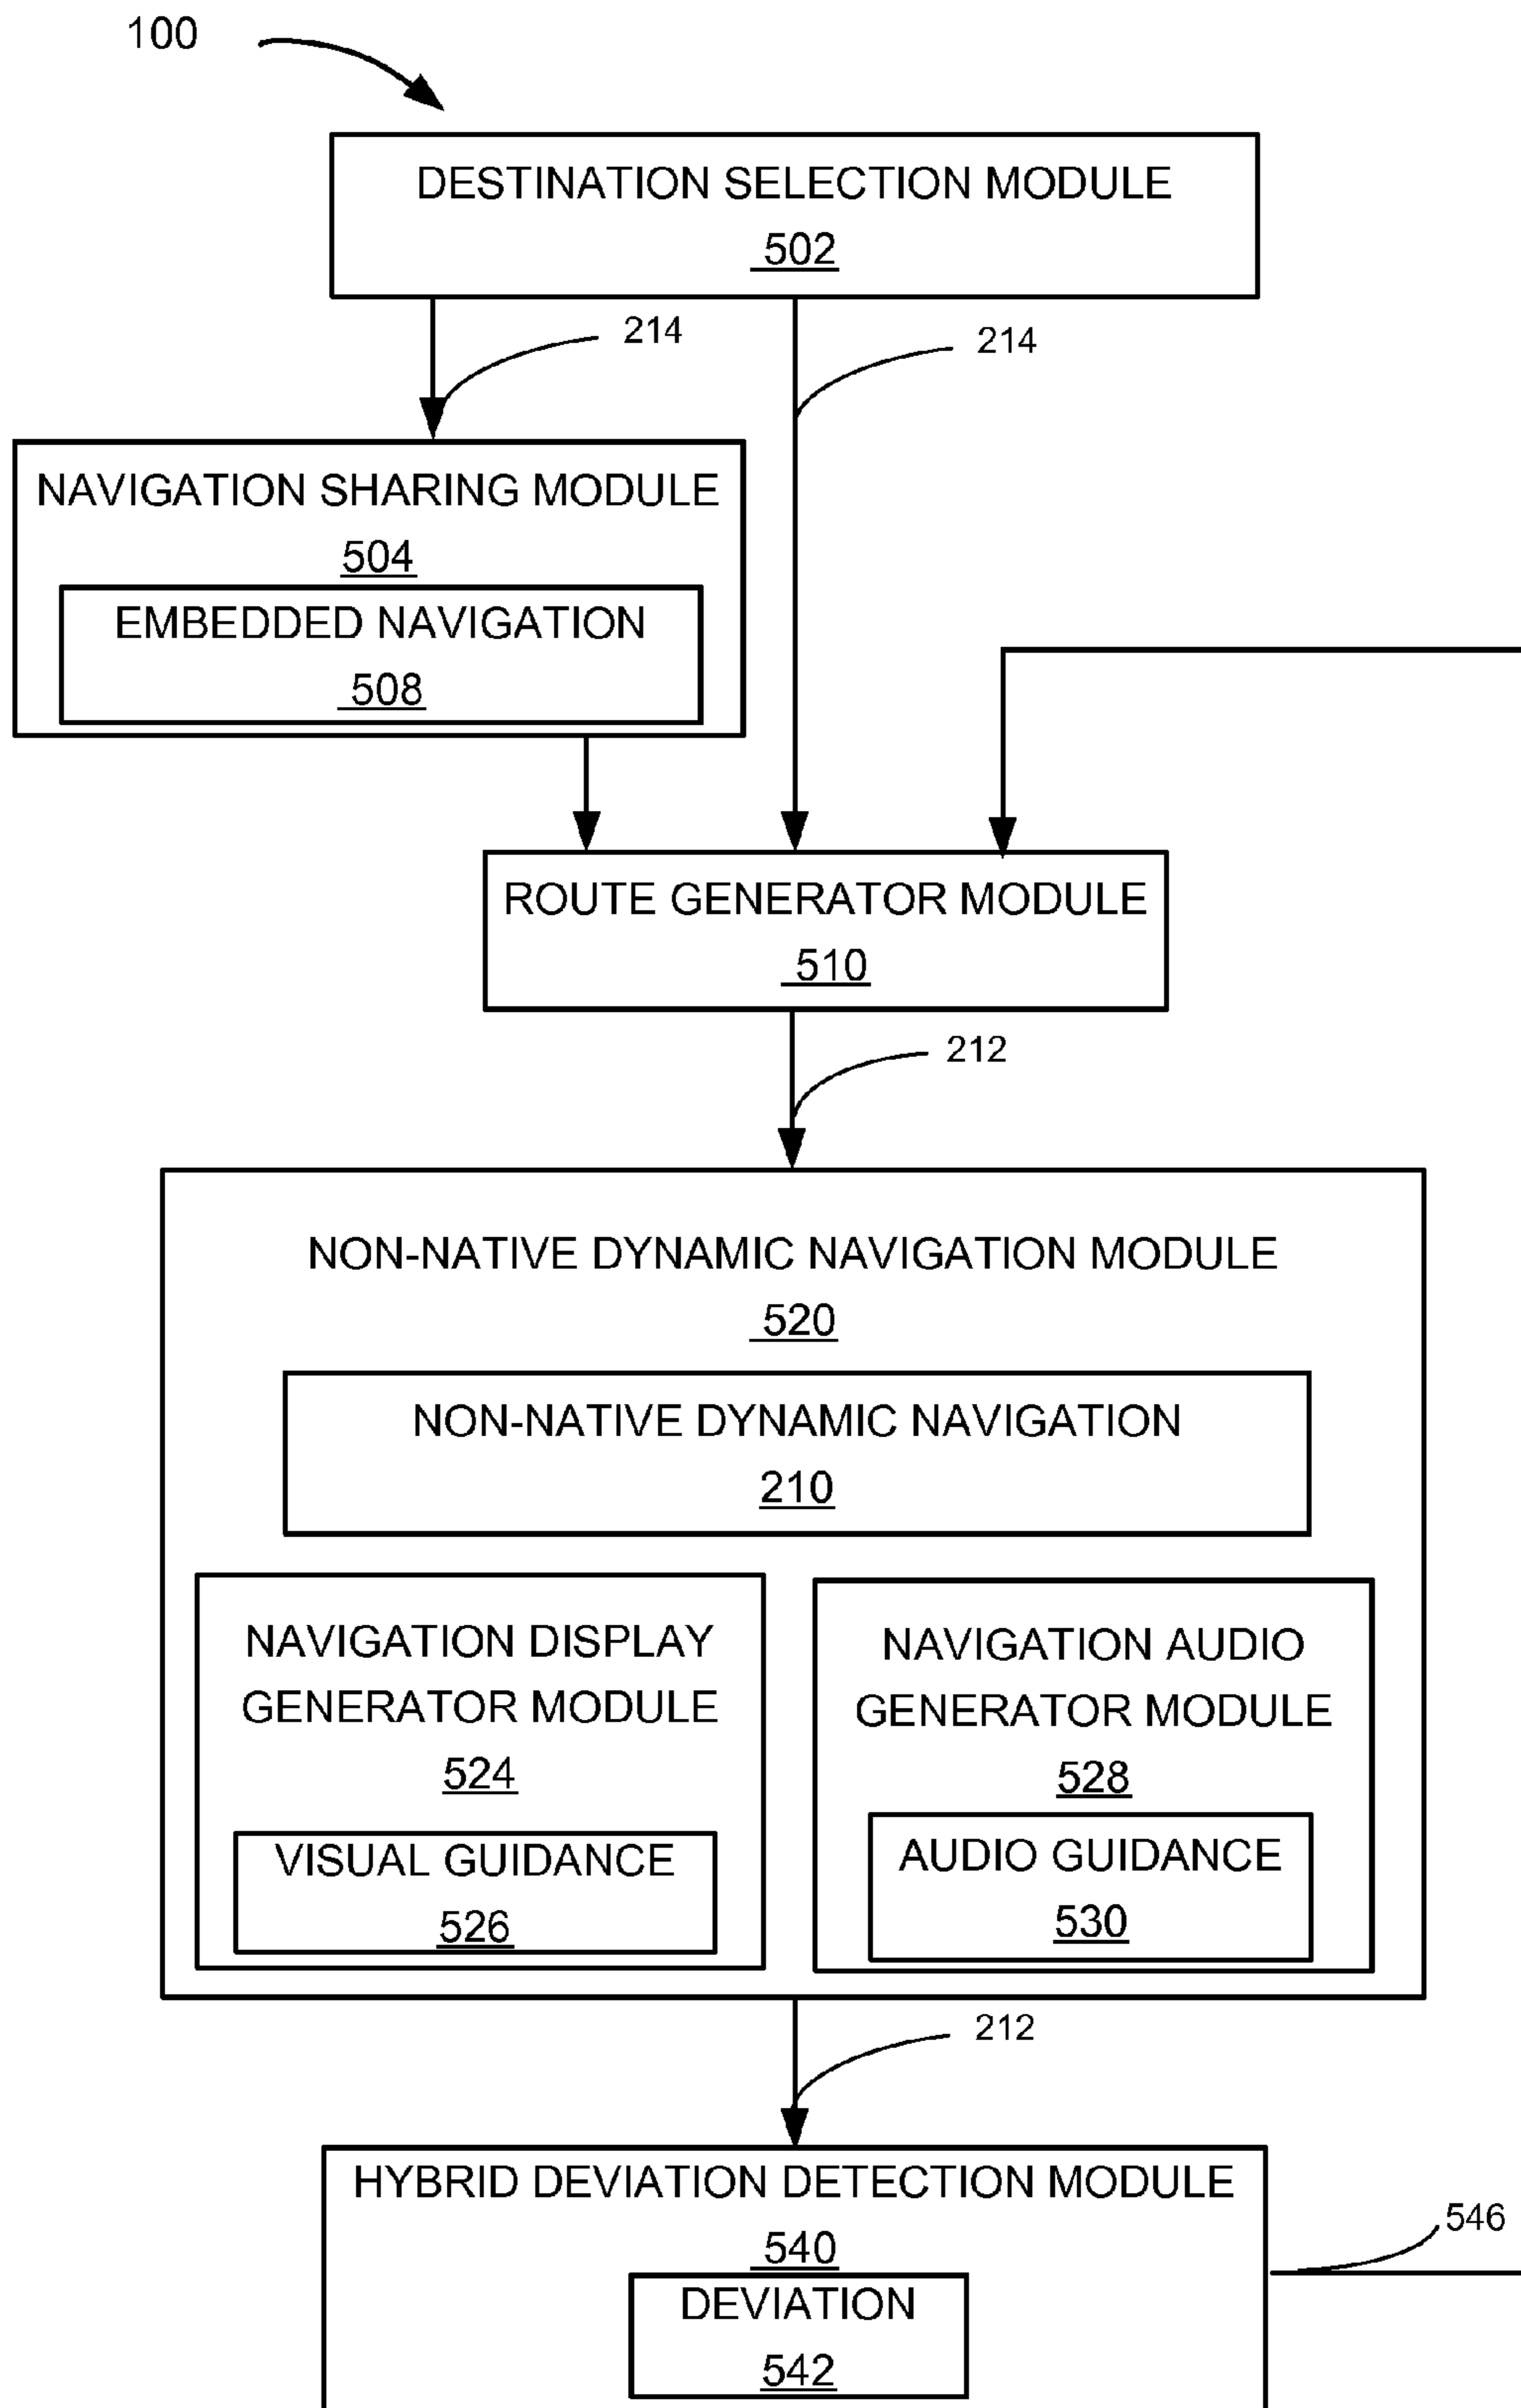 100
DESTINATION SELECTION MODULE
502
214
214
NAVIGATION SHARING MODULE
504
EMBEDDED NAVIGATION
508
ROUTE GENERATOR MODULE
510
212
NON-NATIVE DYNAMIC NAVIGATION MODULE
520
NON-NATIVE DYNAMIC NAVIGATION
210
NAVIGATION DISPLAY
GENERATOR MODULE
524
VISUAL GUIDANCE
526
NAVIGATION AUDIO
GENERATOR MODULE
528
AUDIO GUIDANCE
530
212
HYBRID DEVIATION DETECTION MODULE
540
546
DEVIATION
542